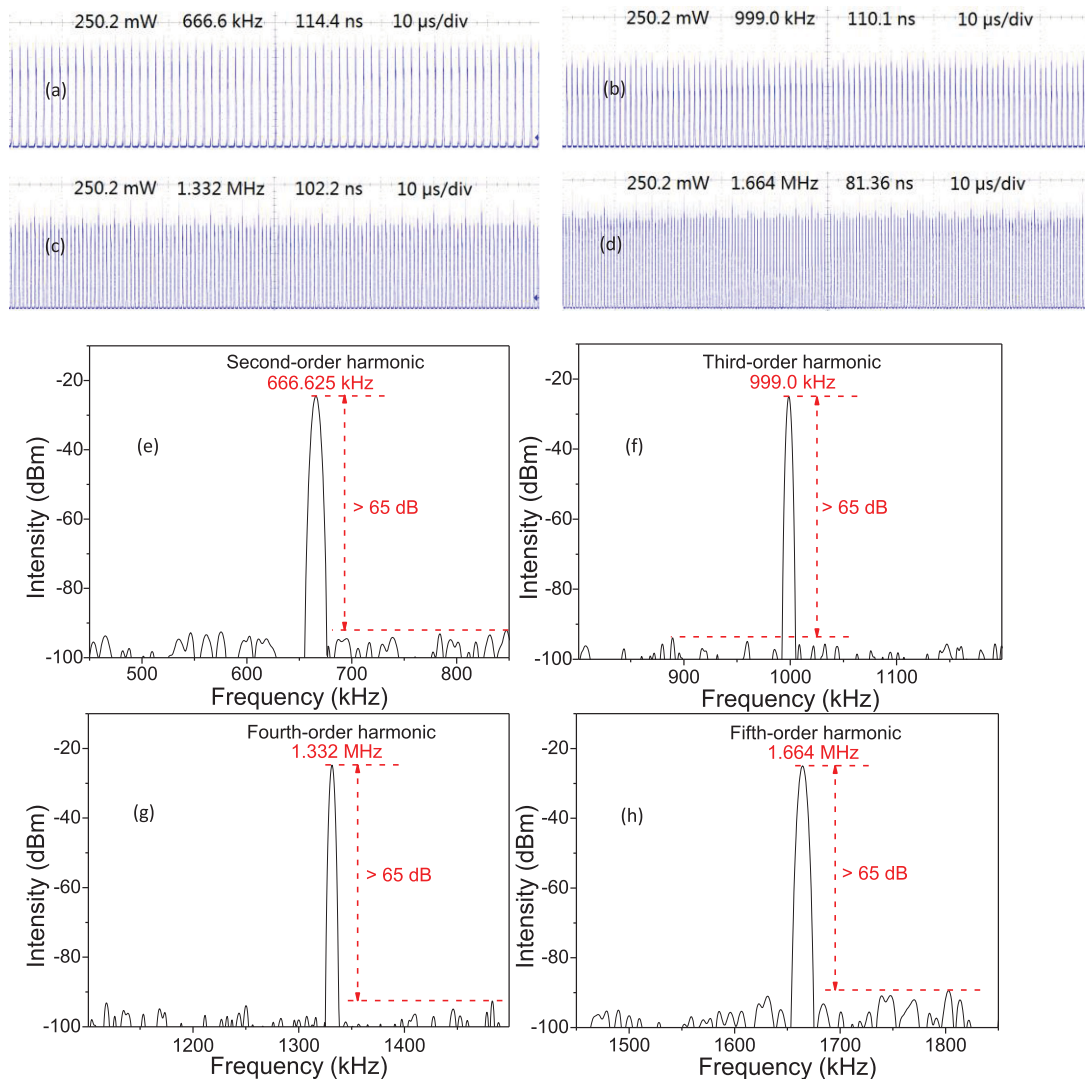 250.2 mW 666.6 kHz 114.4 ns 10 µs/div
(a)
250.2 mW 999.0 kHz 110.1 ns 10 µs/div
(b)
250.2 mW 1.332 MHz 102.2 ns 10 µs/div
(c)
250.2 mW 1.664 MHz 81.36 ns 10 µs/div
(d)
Second-order harmonic
666.625 kHz
(e)
> 65 dB
Intensity (dBm)
-20
-40
-60
-80
-100
500 600 700 800
Frequency (kHz)
Third-order harmonic
999.0 kHz
(f)
> 65 dB
Intensity (dBm)
-20
-40
-60
-80
-100
900 1000 1100
Frequency (kHz)
Fourth-order harmonic
1.332 MHz
(g)
> 65 dB
Intensity (dBm)
-20
-40
-60
-80
-100
1200 1300 1400
Frequency (kHz)
Fifth-order harmonic
1.664 MHz
(h)
> 65 dB
Intensity (dBm)
-20
-40
-60
-80
-100
1500 1600 1700 1800
Frequency (kHz)